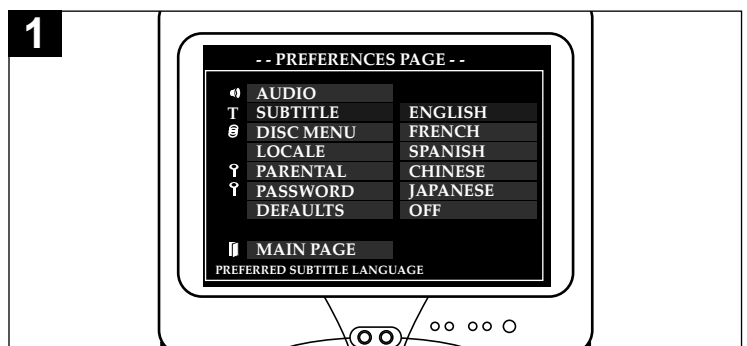 1
- - PREFERENCES PAGE - -
AUDIO
T SUBTITLE ENGLISH
DISC MENU FRENCH
LOCALE SPANISH
PARENTAL CHINESE
PASSWORD JAPANESE
DEFAULTS OFF
MAIN PAGE
PREFERRED SUBTITLE LANGUAGE